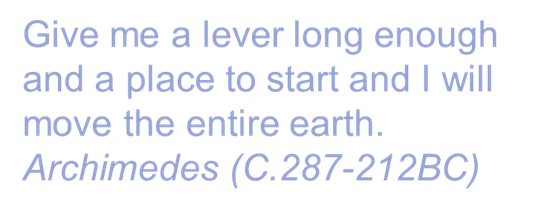 Give me a lever long enough
and a place to start and I will
move the entire earth.
Archimedes (C.287-212BC)